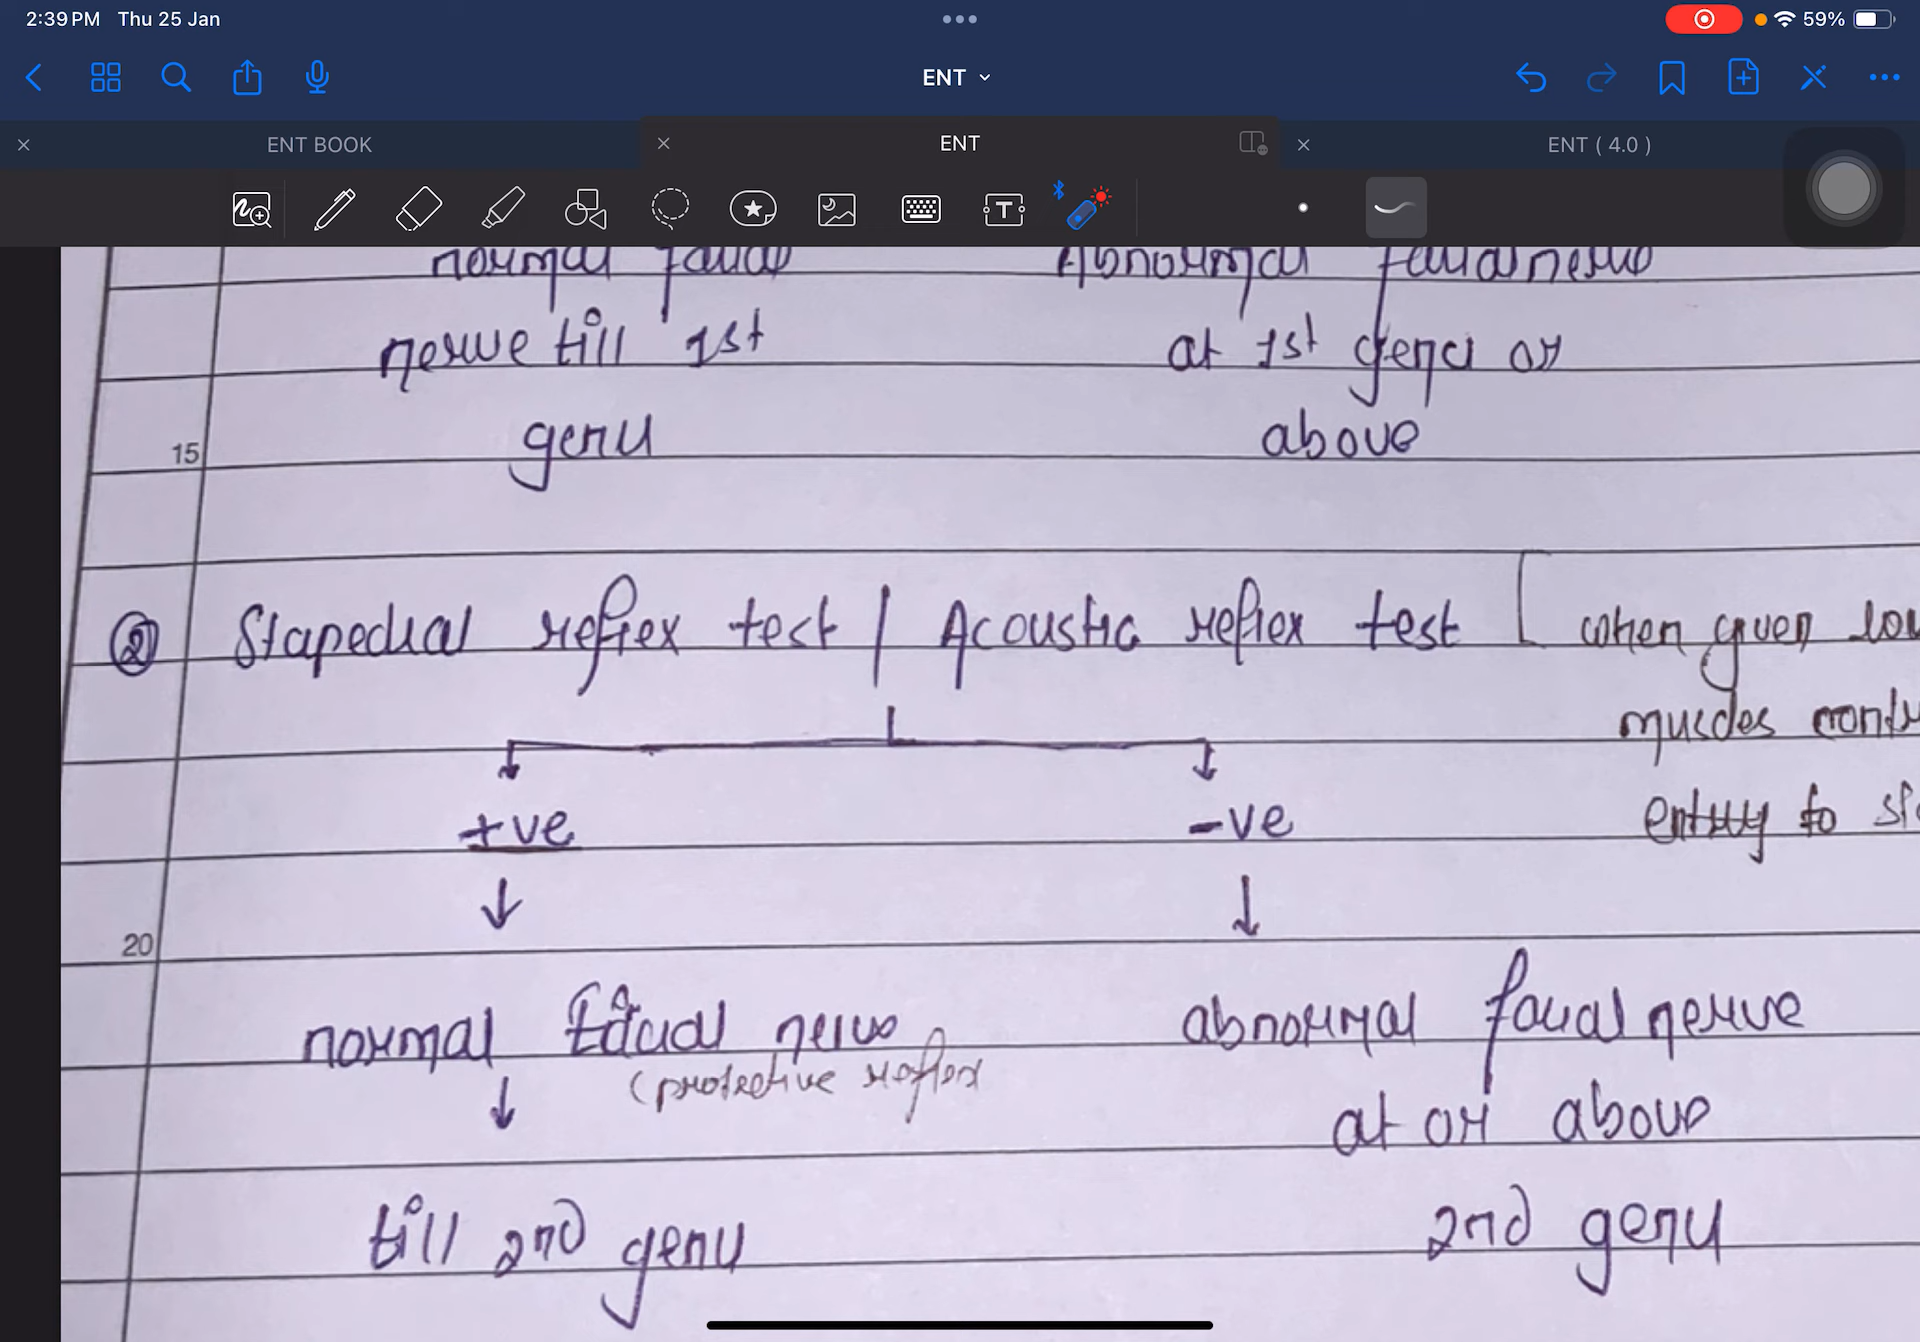 2:39 PM Thu 25 Jan
59%
ENT
ENT BOOK
ENT
ENT ( 4.0 )
normal facial Abnormal facial nerve
nerve till 1st at 1st genu or
15 genu above
② Stapedial reflex test / Acoustic reflex test [ when given lou
muscles contr
+ve -ve entry to st
20
normal facial nerve abnormal facial nerve
(protective reflex at or above
till 2nd genu 2nd genu